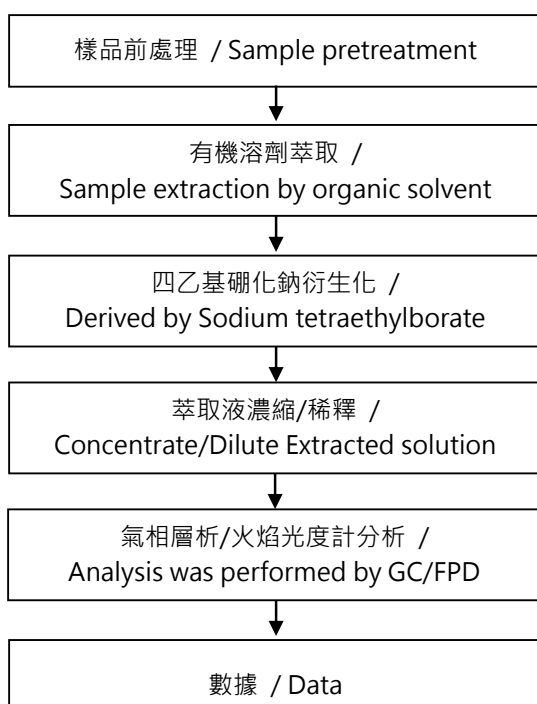 樣品前處理 / Sample pretreatment
有機溶劑萃取 /
Sample extraction by organic solvent
四乙基硼化鈉衍生化 /
Derived by Sodium tetraethylborate
萃取液濃縮/稀釋 /
Concentrate/Dilute Extracted solution
氣相層析/火焰光度計分析 /
Analysis was performed by GC/FPD
數據 / Data